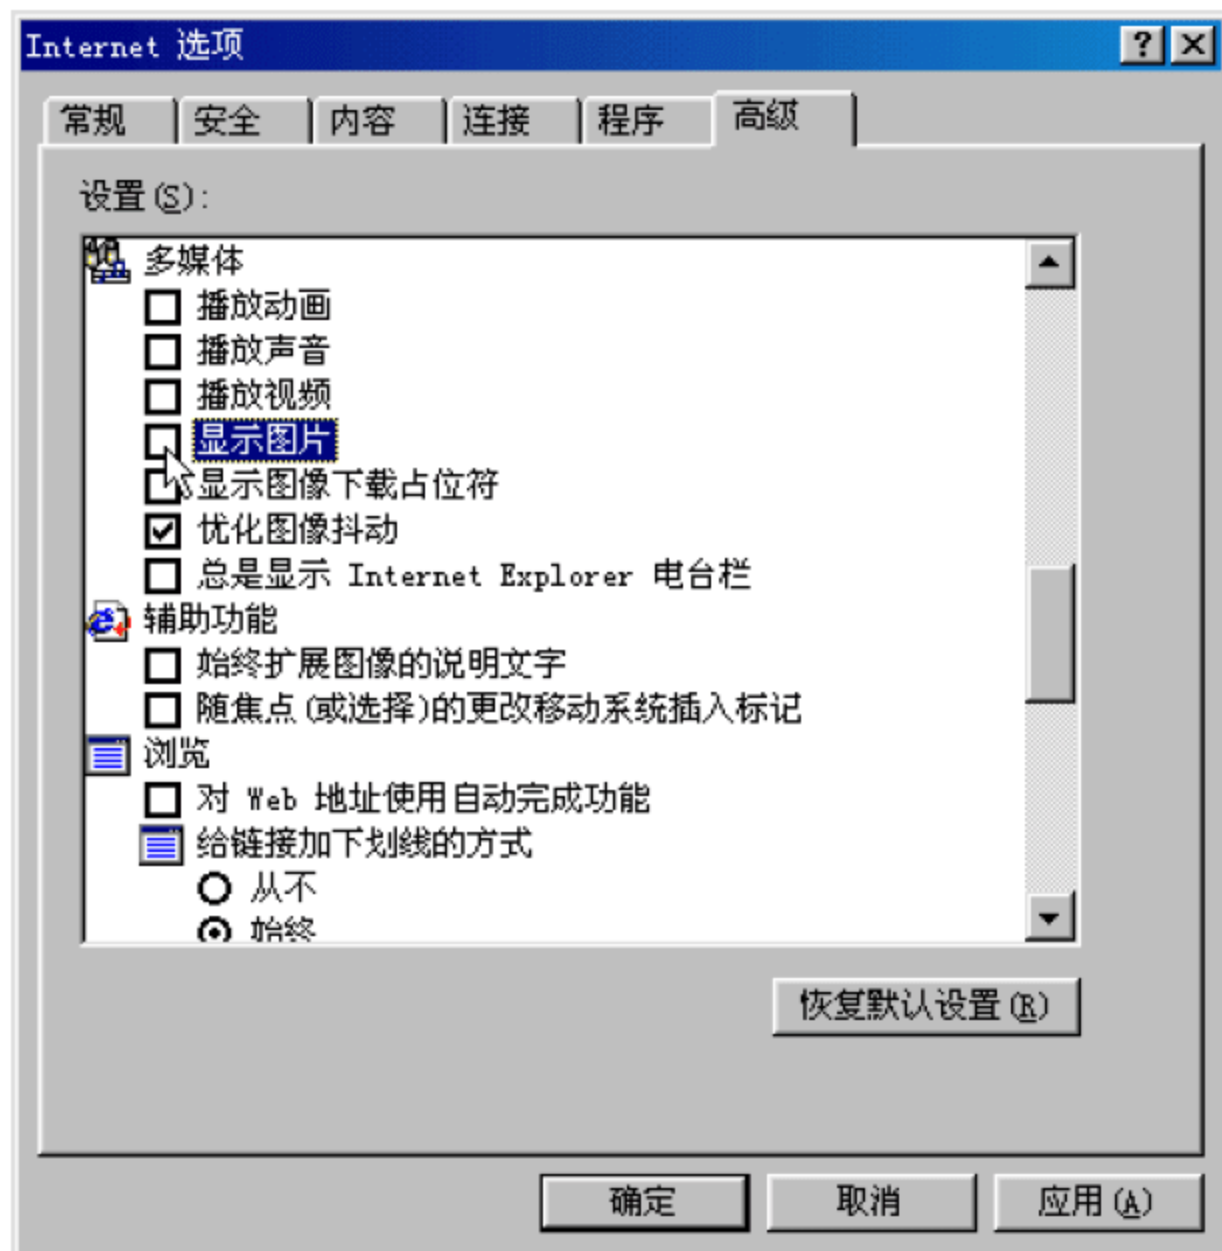 Internet 选项
常规 安全 内容 连接 程序 高级
设置(S):
多媒体
播放动画
播放声音
播放视频
显示图片
显示图像下载占位符
优化图像抖动
总是显示 Internet Explorer 电台栏
辅助功能
始终扩展图像的说明文字
随焦点(或选择)的更改移动系统插入标记
浏览
对 Web 地址使用自动完成功能
给链接加下划线的方式
从不
始终
恢复默认设置(R)
确定 取消 应用(A)